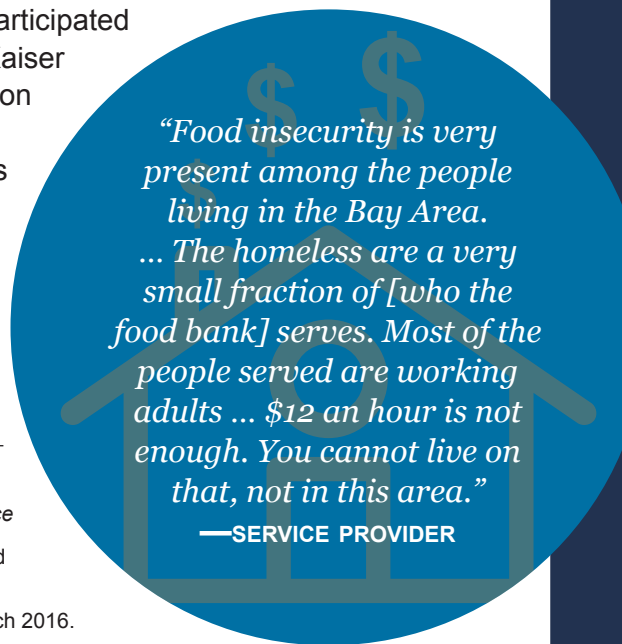 articipated
Kaiser
on
s
ce
d
ch 2016.
“Food insecurity is very
present among the people
living in the Bay Area.
... The homeless are a very
small fraction of [who the
food bank] serves. Most of the
people served are working
adults ... $12 an hour is not
enough. You cannot live on
that, not in this area.”
—SERVICE PROVIDER
$ $
$